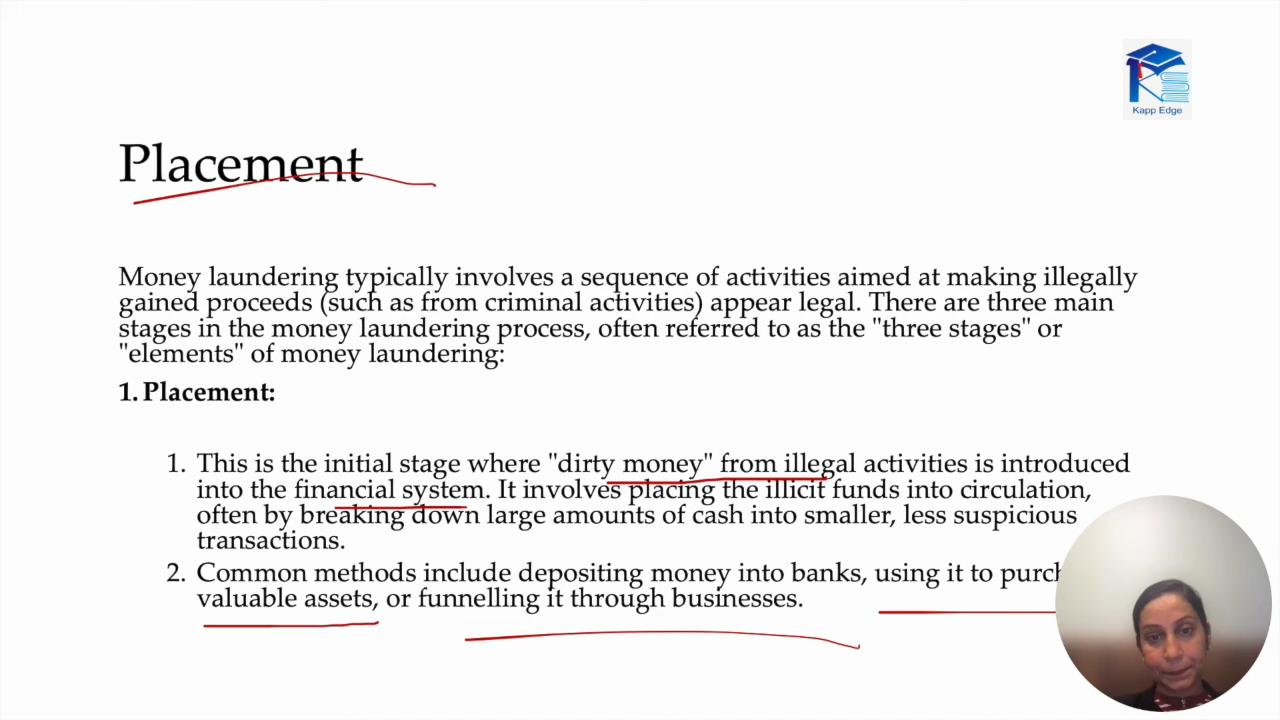 Kapp Edge
Placement
Money laundering typically involves a sequence of activities aimed at making illegally
gained proceeds (such as from criminal activities) appear legal. There are three main
stages in the money laundering process, often referred to as the "three stages" or
"elements" of money laundering:
1. Placement:
1. This is the initial stage where "dirty money" from illegal activities is introduced
into the financial system. It involves placing the illicit funds into circulation,
often by breaking down large amounts of cash into smaller, less suspicious
transactions.
2. Common methods include depositing money into banks, using it to purch
valuable assets, or funnelling it through businesses.